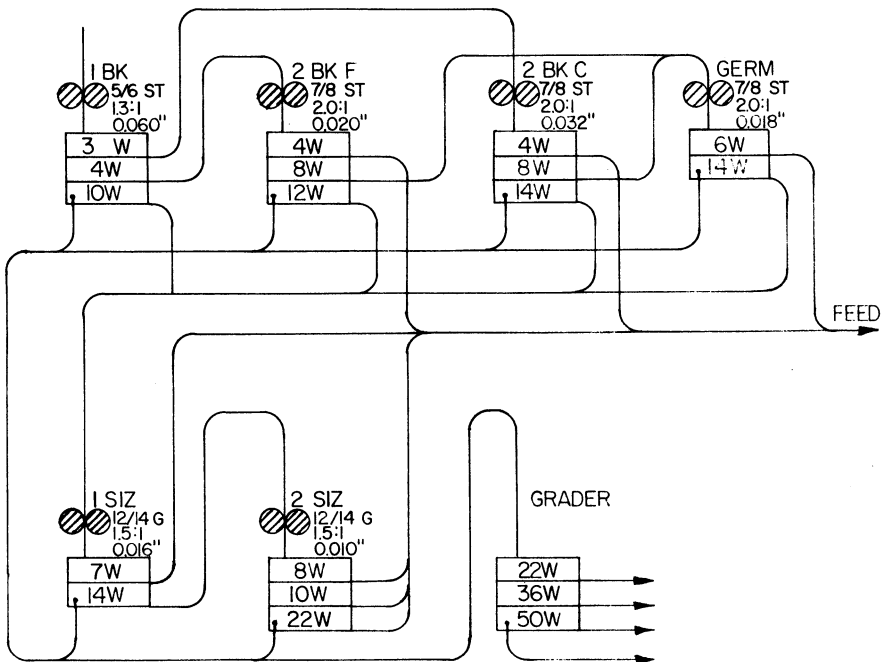 1 BK
5/6 ST
1.3:1
0.060"
3 W
4W
10W
2 BK F
7/8 ST
2.0:1
0.020"
4W
8W
12W
2 BK C
7/8 ST
2.0:1
0.032"
4W
8W
14W
GERM
7/8 ST
2.0:1
0.018"
6W
14W
FEED
1 SIZ
12/14 G
1.5:1
0.016"
7W
14W
2 SIZ
12/14 G
1.5:1
0.010"
8W
10W
22W
GRADER
22W
36W
50W